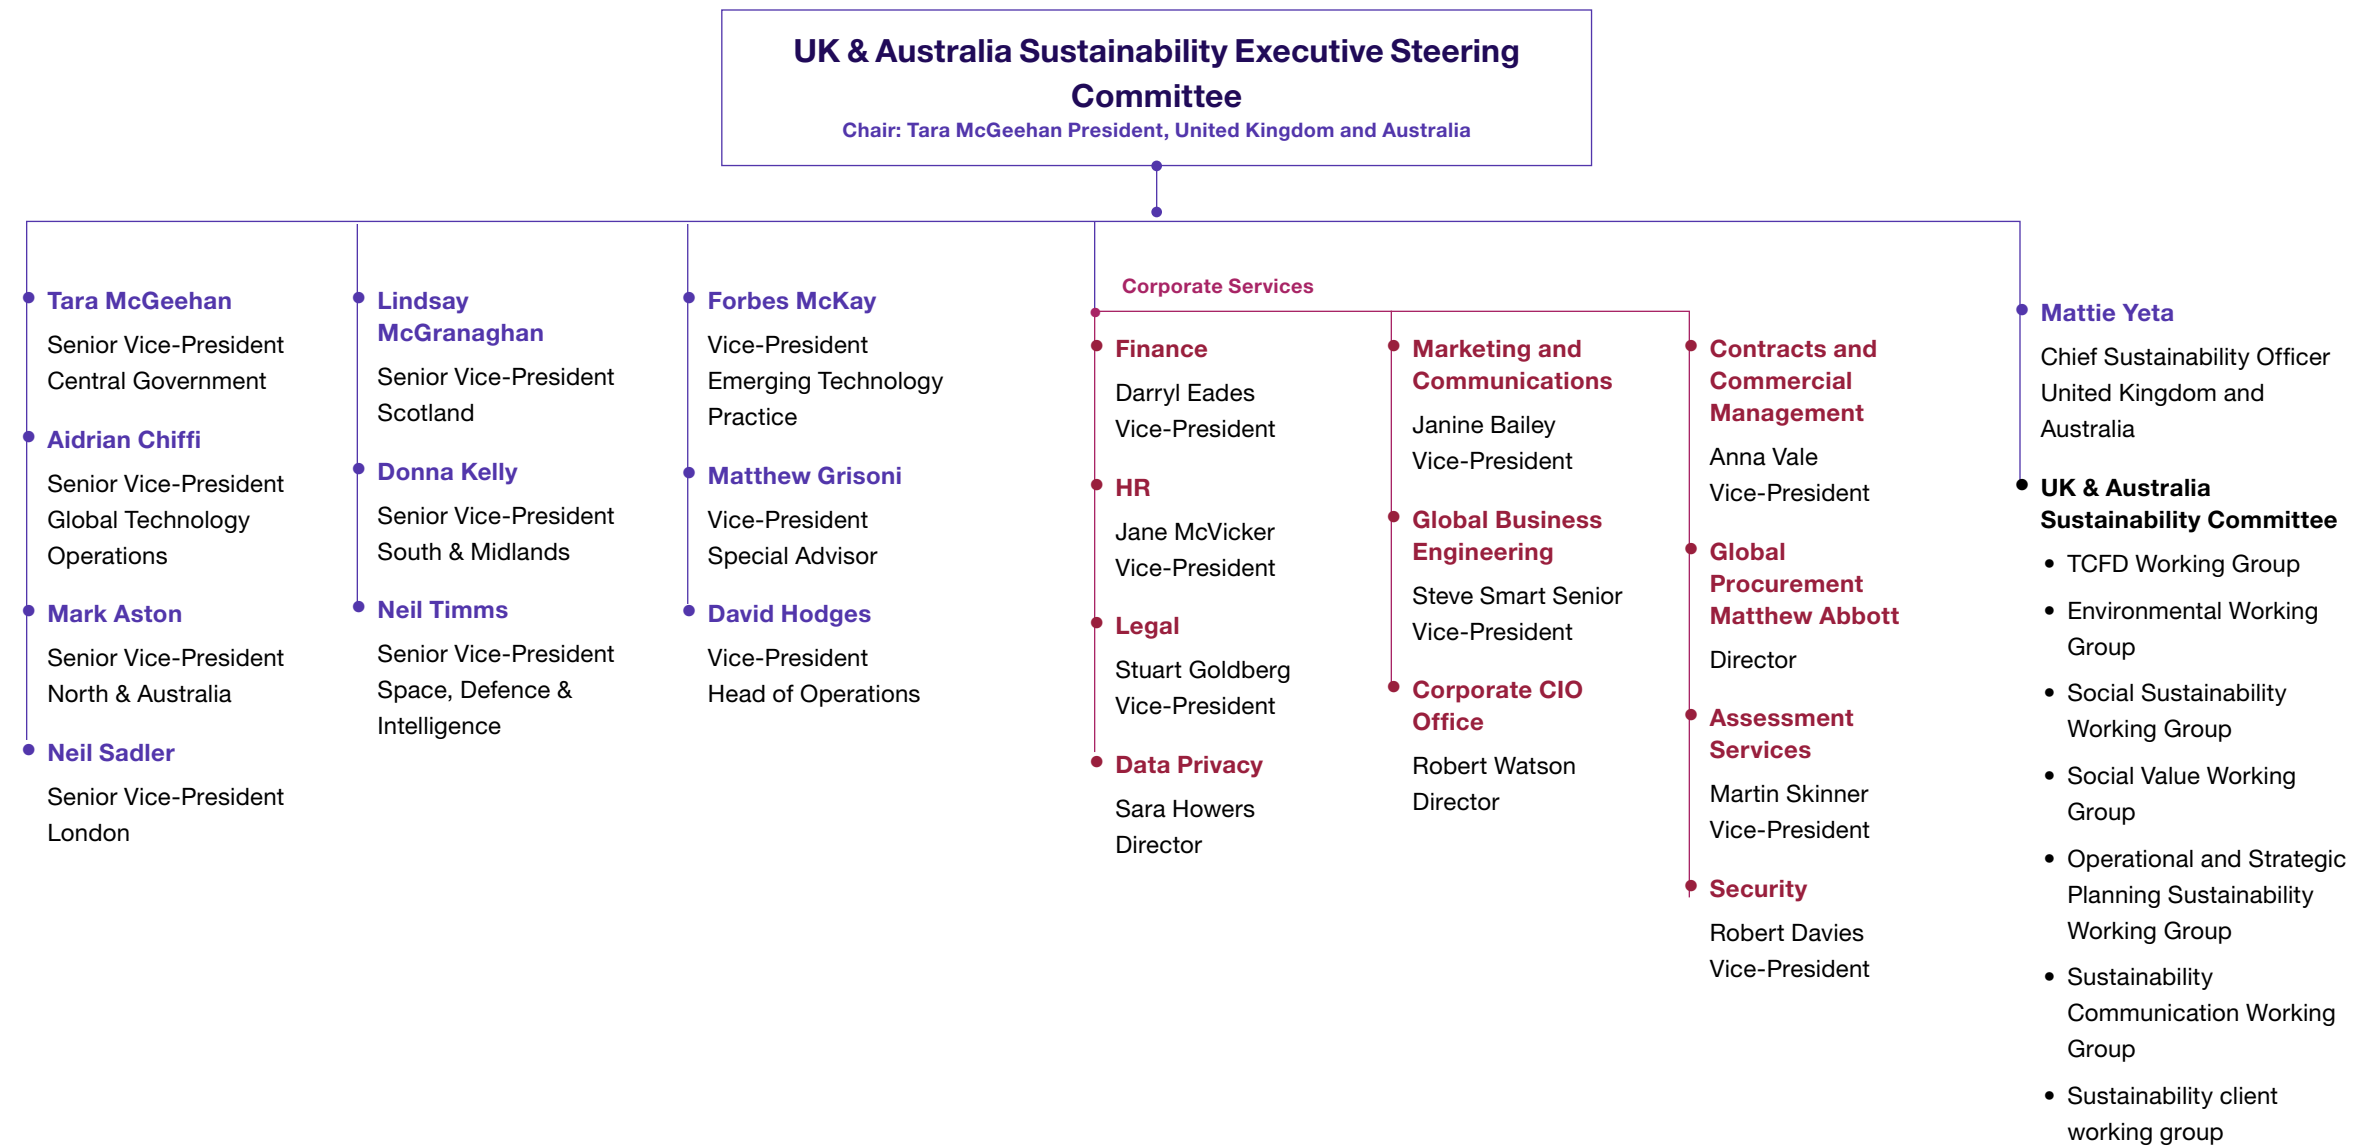 UK & Australia Sustainability Executive Steering
Committee
Chair: Tara McGeehan President, United Kingdom and Australia
Tara McGeehan
Senior Vice-President
Central Government
Aidrian Chiffi
Senior Vice-President
Global Technology
Operations
Mark Aston
Senior Vice-President
North & Australia
Neil Sadler
Senior Vice-President
London
Lindsay
McGranaghan
Senior Vice-President
Scotland
Donna Kelly
Senior Vice-President
South & Midlands
Neil Timms
Senior Vice-President
Space, Defence &
Intelligence
Forbes McKay
Vice-President
Emerging Technology
Practice
Matthew Grisoni
Vice-President
Special Advisor
David Hodges
Vice-President
Head of Operations
Corporate Services
Finance
Darryl Eades
Vice-President
HR
Jane McVicker
Vice-President
Legal
Stuart Goldberg
Vice-President
Data Privacy
Sara Howers
Director
Marketing and
Communications
Janine Bailey
Vice-President
Global Business
Engineering
Steve Smart Senior
Vice-President
Corporate CIO
Office
Robert Watson
Director
Contracts and
Commercial
Management
Anna Vale
Vice-President
Global
Procurement
Matthew Abbott
Director
Assessment
Services
Martin Skinner
Vice-President
Security
Robert Davies
Vice-President
Mattie Yeta
Chief Sustainability Officer
United Kingdom and
Australia
UK & Australia
Sustainability Committee
• TCFD Working Group
• Environmental Working
Group
• Social Sustainability
Working Group
• Social Value Working
Group
• Operational and Strategic
Planning Sustainability
Working Group
• Sustainability
Communication Working
Group
• Sustainability client
working group